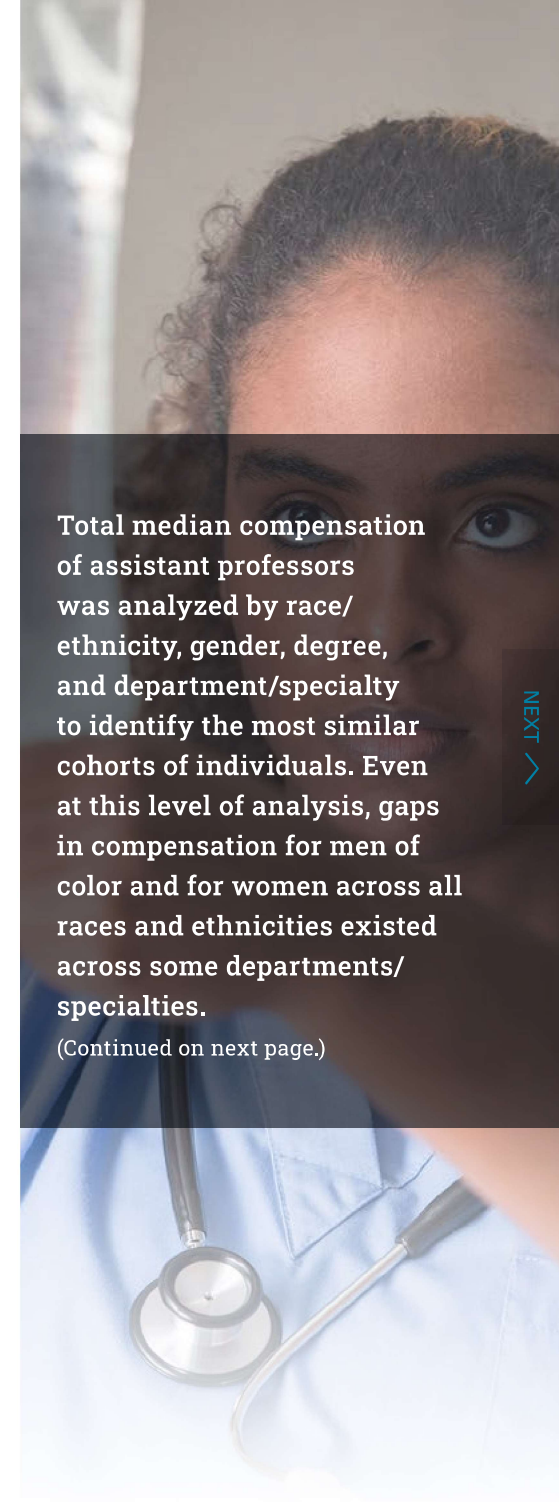 Total median compensation
of assistant professors
was analyzed by race/
ethnicity, gender, degree,
and department/specialty
to identify the most similar
cohorts of individuals. Even
at this level of analysis, gaps
in compensation for men of
color and for women across all
races and ethnicities existed
across some departments/
specialties.
(Continued on next page.)
NEXT